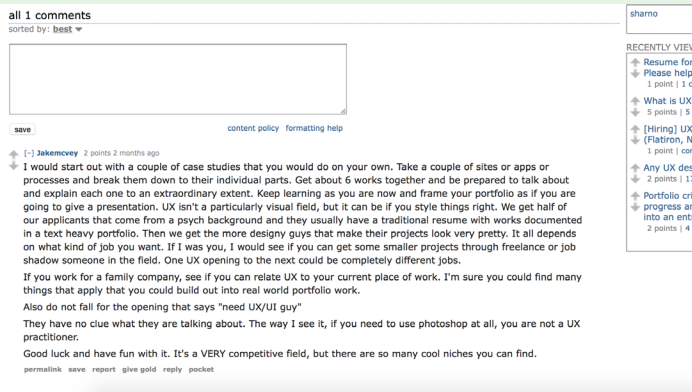 all 1 comments
sorted by: best
save
content policy formatting help
[-] Jakemcvey 2 points 2 months ago
I would start out with a couple of case studies that you would do on your own. Take a couple of sites or apps or
processes and break them down to their individual parts. Get about 6 works together and be prepared to talk about
and explain each one to an extraordinary extent. Keep learning as you are now and frame your portfolio as if you are
going to give a presentation. UX isn't a particularly visual field, but it can be if you style things right. We get half of
our applicants that come from a psych background and they usually have a traditional resume with works documented
in a text heavy portfolio. Then we get the more designy guys that make their projects look very pretty. It all depends
on what kind of job you want. If I was you, I would see if you can get some smaller projects through freelance or job
shadow someone in the field. One UX opening to the next could be completely different jobs.
If you work for a family company, see if you can relate UX to your current place of work. I'm sure you could find many
things that apply that you could build out into real world portfolio work.
Also do not fall for the opening that says "need UX/UI guy"
They have no clue what they are talking about. The way I see it, if you need to use photoshop at all, you are not a UX
practitioner.
Good luck and have fun with it. It's a VERY competitive field, but there are so many cool niches you can find.
permalink save report give gold reply pocket
sharno
RECENTLY VIEW
Resume for
Please help
1 point | 1 c
What is UX
5 points | 5
[Hiring] UX
(Flatiron, N
1 point | cor
Any UX des
2 points | 1
Portfolio cri
progress a
into an ent
2 points | 4